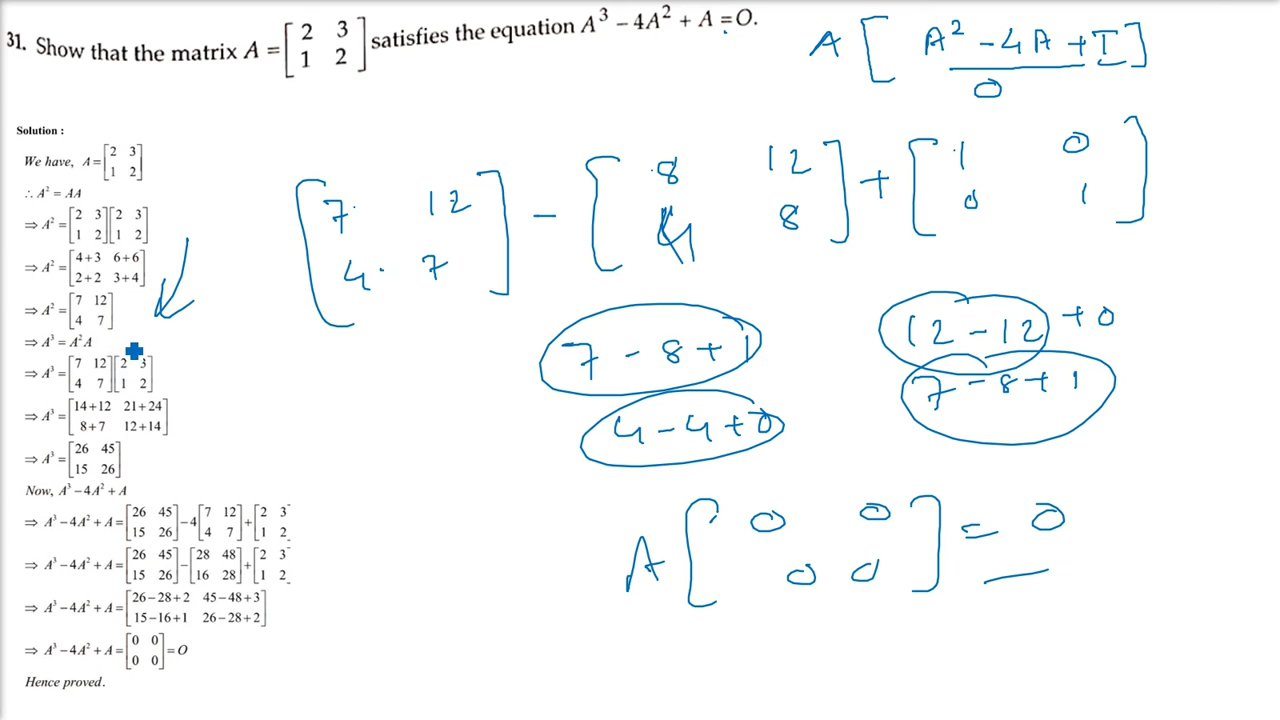 31. Show that the matrix A = [2 3; 1 2] satisfies the equation A³ − 4A² + A = O.
A [ A² − 4A + I ]
0
[7 12; 4 7] − [8 12; 4 8] + [1 0; 0 1]
7 − 8 + 1
12 − 12 + 0
4 − 4 + 0
7 − 8 + 1
A [0 0; 0 0] = 0
Solution :
We have, A = [2 3; 1 2]
∴ A² = AA
⇒ A² = [2 3; 1 2][2 3; 1 2]
⇒ A² = [4+3 6+6; 2+2 3+4]
⇒ A² = [7 12; 4 7]
⇒ A³ = A²A
⇒ A³ = [7 12; 4 7][2 3; 1 2]
⇒ A³ = [14+12 21+24; 8+7 12+14]
⇒ A³ = [26 45; 15 26]
Now, A³ − 4A² + A
⇒ A³ − 4A² + A = [26 45; 15 26] − 4[7 12; 4 7] + [2 3; 1 2
⇒ A³ − 4A² + A = [26 45; 15 26] − [28 48; 16 28] + [2 3; 1 2
⇒ A³ − 4A² + A = [26−28+2 45−48+3; 15−16+1 26−28+2]
⇒ A³ − 4A² + A = [0 0; 0 0] = O
Hence proved.